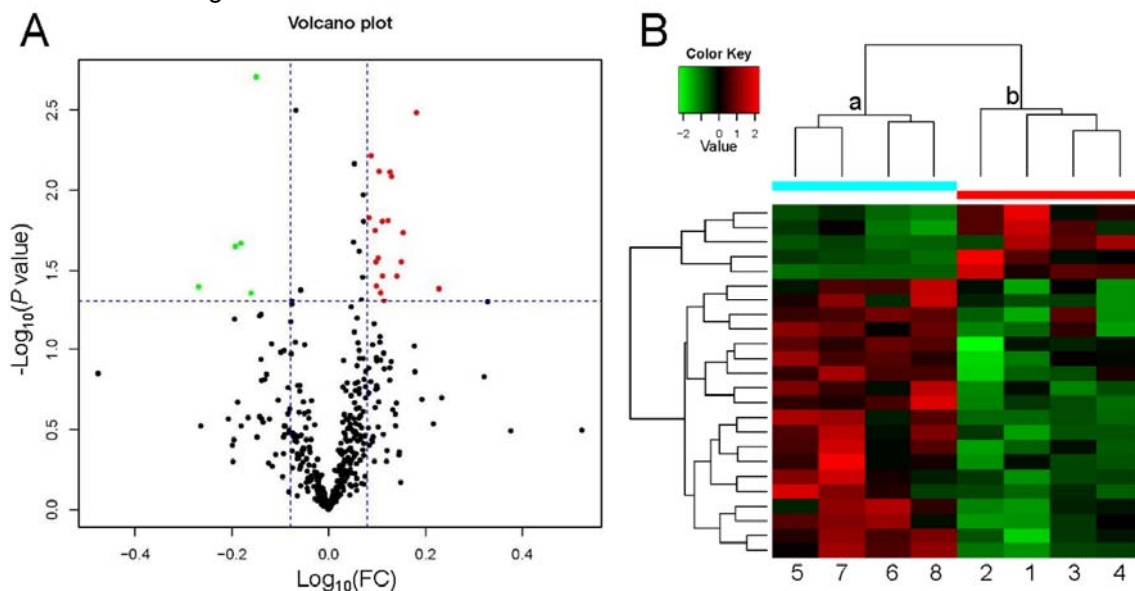 A
Volcano plot
-Log10(P value)
2.5
2.0
1.5
1.0
0.5
0.0
−0.4 −0.2 0.0 0.2 0.4
Log10(FC)
B
Color Key
−2 0 1 2
Value
a
b
5 7 6 8 2 1 3 4